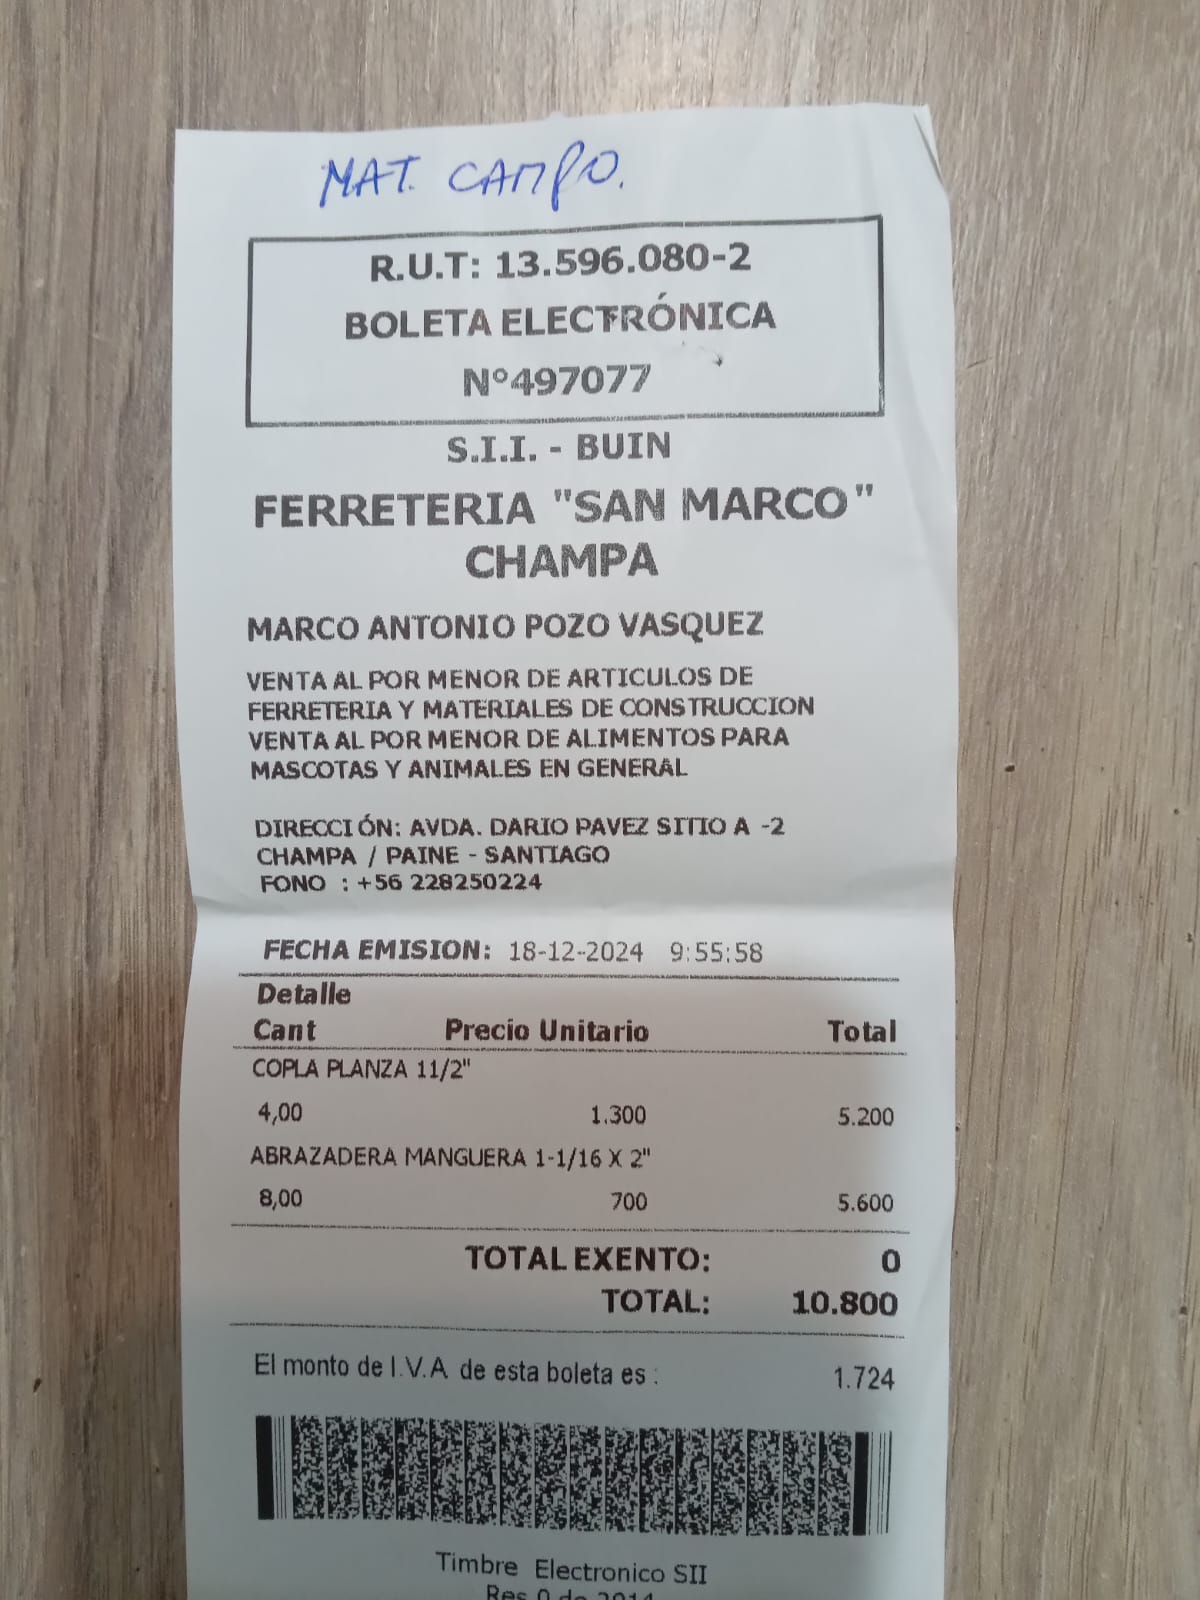 MAT. CAMPO.
R.U.T: 13.596.080-2
BOLETA ELECTRÓNICA
N°497077
S.I.I. - BUIN
FERRETERIA "SAN MARCO"
CHAMPA
MARCO ANTONIO POZO VASQUEZ
VENTA AL POR MENOR DE ARTICULOS DE
FERRETERIA Y MATERIALES DE CONSTRUCCION
VENTA AL POR MENOR DE ALIMENTOS PARA
MASCOTAS Y ANIMALES EN GENERAL
DIRECCIÓN: AVDA. DARIO PAVEZ SITIO A -2
CHAMPA / PAINE - SANTIAGO
FONO : +56 228250224
FECHA EMISION: 18-12-2024 9:55:58
Detalle
Cant Precio Unitario Total
COPLA PLANZA 11/2"
4,00 1.300 5.200
ABRAZADERA MANGUERA 1-1/16 X 2"
8,00 700 5.600
TOTAL EXENTO: 0
TOTAL: 10.800
El monto de I.V.A de esta boleta es : 1.724
Timbre Electronico SII
Res 0 de 2014